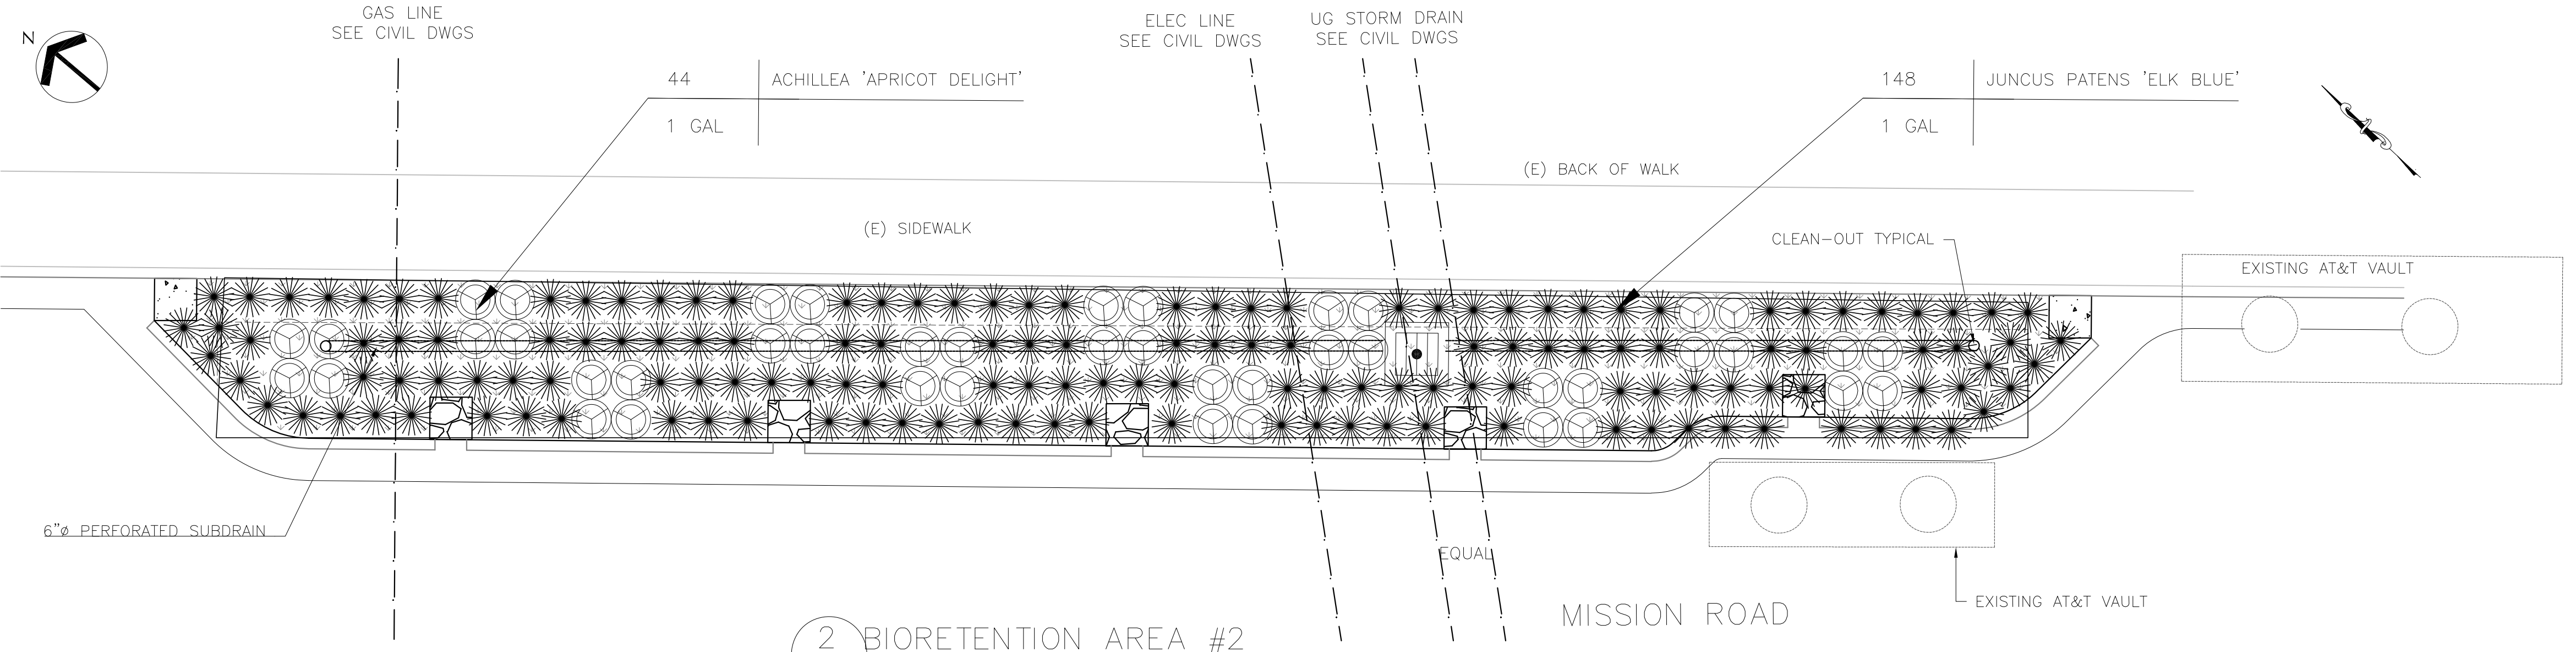 N
GAS LINE
SEE CIVIL DWGS
ELEC LINE
SEE CIVIL DWGS
UG STORM DRAIN
SEE CIVIL DWGS
44
ACHILLEA 'APRICOT DELIGHT'
1 GAL
148
JUNCUS PATENS 'ELK BLUE'
1 GAL
(E) BACK OF WALK
(E) SIDEWALK
CLEAN-OUT TYPICAL
EXISTING AT&T VAULT
6"ø PERFORATED SUBDRAIN
EQUAL
EXISTING AT&T VAULT
MISSION ROAD
2 BIORETENTION AREA #2